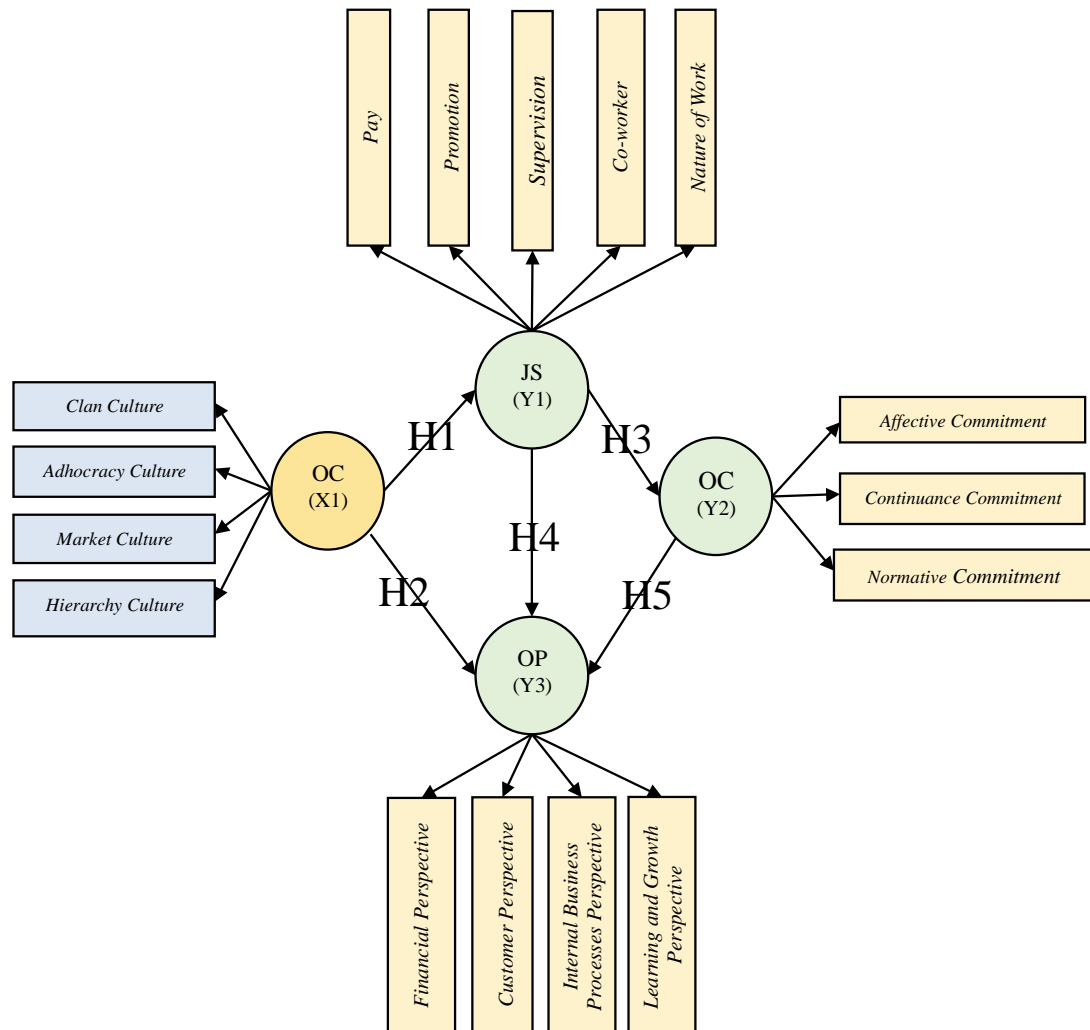 Pay
Promotion
Supervision
Co-worker
Nature of Work
JS
(Y1)
Clan Culture
Adhocracy Culture
Market Culture
Hierarchy Culture
OC
(X1)
H1
H3
OC
(Y2)
Affective Commitment
Continuance Commitment
Normative Commitment
H4
H2
H5
OP
(Y3)
Financial Perspective
Customer Perspective
Internal Business
Processes Perspective
Learning and Growth
Perspective